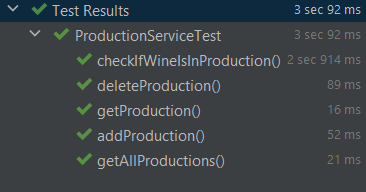 Test Results 3 sec 92 ms
ProductionServiceTest 3 sec 92 ms
checkIfWineIsInProduction() 2 sec 914 ms
deleteProduction() 89 ms
getProduction() 16 ms
addProduction() 52 ms
getAllProductions() 21 ms